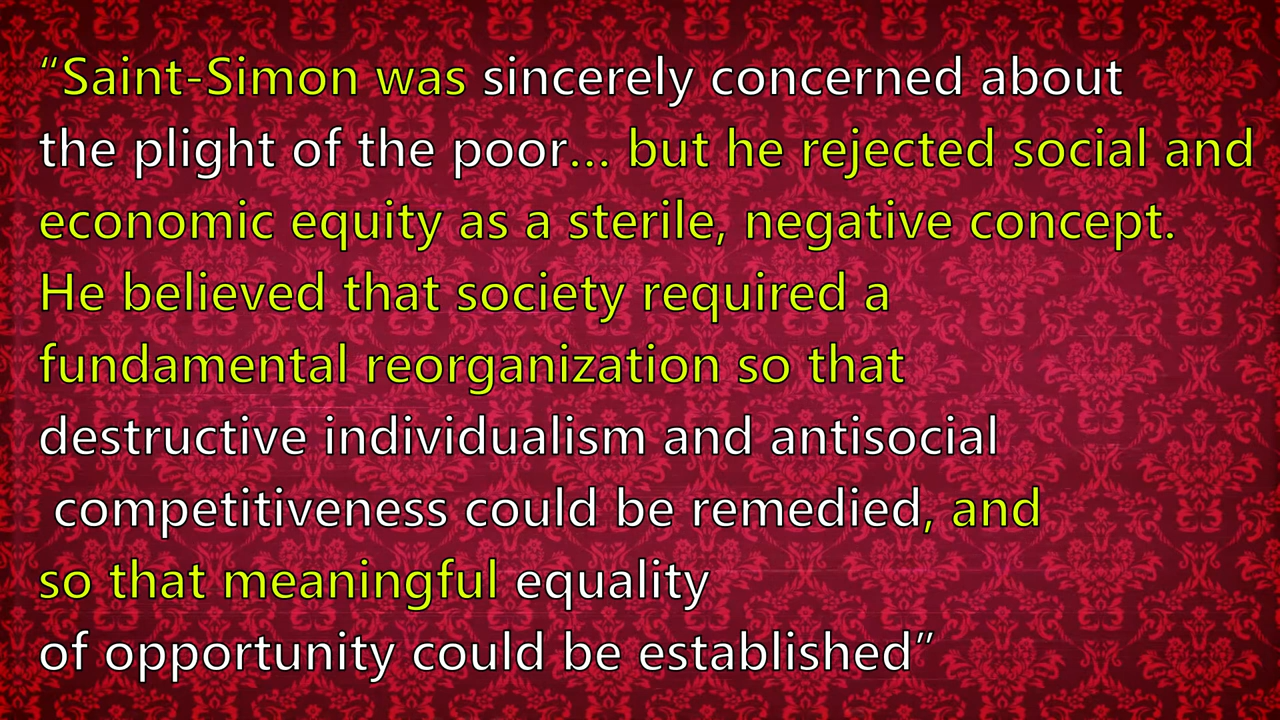 “Saint-Simon was sincerely concerned about
the plight of the poor... but he rejected social and
economic equity as a sterile, negative concept.
He believed that society required a
fundamental reorganization so that
destructive individualism and antisocial
competitiveness could be remedied, and
so that meaningful equality
of opportunity could be established”